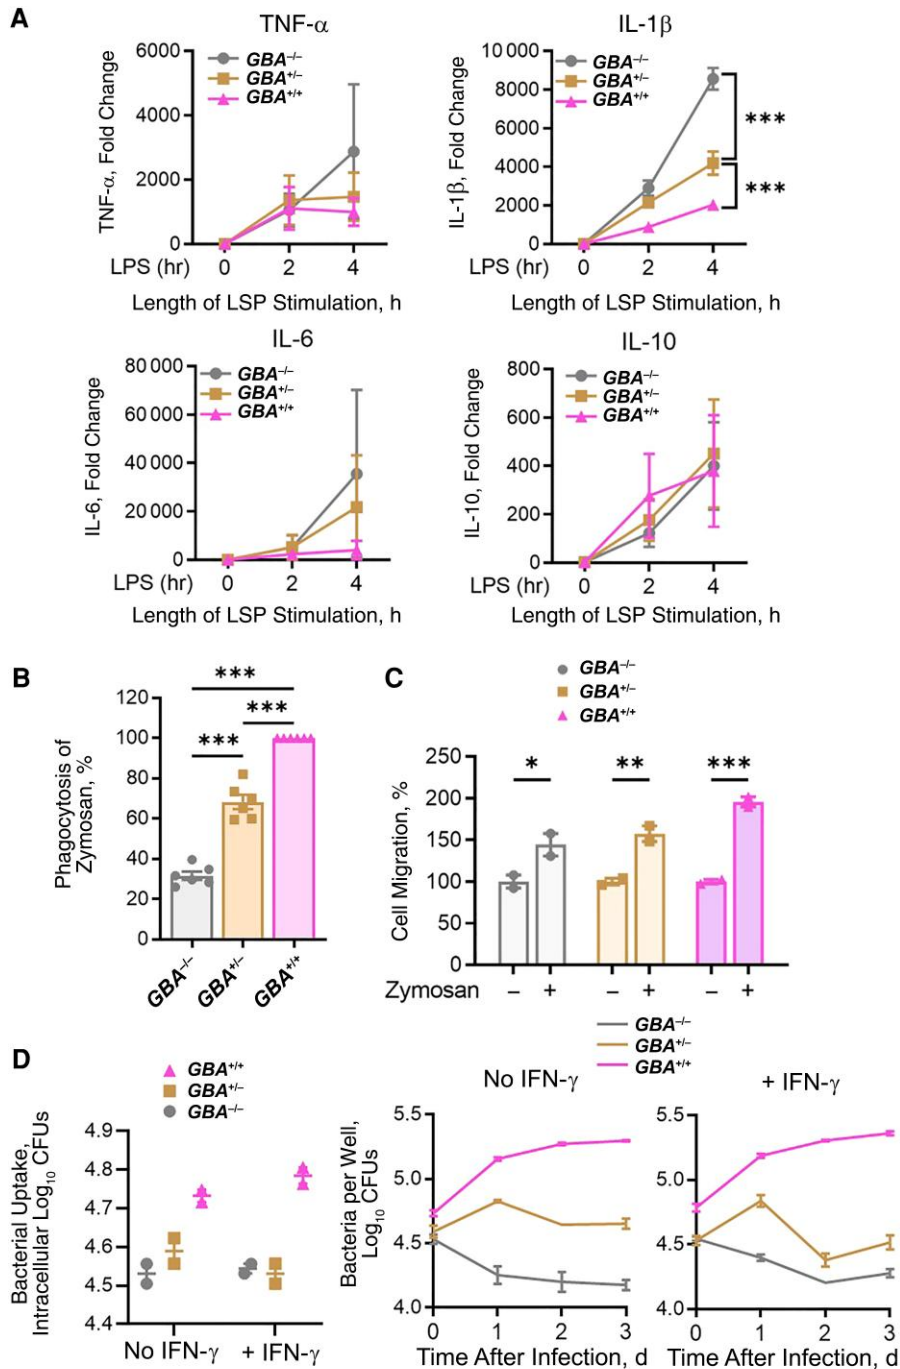 A
TNF-α
TNF-α, Fold Change
6000
4000
2000
0
GBA–/–
GBA+/–
GBA+/+
LPS (hr)
0 2 4
Length of LSP Stimulation, h
IL-1β
IL-1β, Fold Change
10 000
8000
6000
4000
2000
0
GBA–/–
GBA+/–
GBA+/+
***
***
LPS (hr)
0 2 4
Length of LSP Stimulation, h
IL-6
IL-6, Fold Change
80 000
60 000
40 000
20 000
0
GBA–/–
GBA+/–
GBA+/+
LPS (hr)
0 2 4
Length of LSP Stimulation, h
IL-10
IL-10, Fold Change
800
600
400
200
0
GBA–/–
GBA+/–
GBA+/+
LPS (hr)
0 2 4
Length of LSP Stimulation, h
B
Phagocytosis of
Zymosan, %
120
100
80
60
40
20
0
***
***
***
GBA–/–
GBA+/–
GBA+/+
C
GBA–/–
GBA+/–
GBA+/+
Cell Migration, %
250
200
150
100
50
0
* ** ***
Zymosan – + – + – +
D
GBA+/+
GBA+/–
GBA–/–
Bacterial Uptake,
Intracellular Log10 CFUs
4.9
4.8
4.7
4.6
4.5
4.4
No IFN-γ + IFN-γ
GBA–/–
GBA+/–
GBA+/+
No IFN-γ
Bacteria per Well,
Log10 CFUs
5.5
5.0
4.5
4.0
0 1 2 3
Time After Infection, d
+ IFN-γ
5.5
5.0
4.5
4.0
0 1 2 3
Time After Infection, d